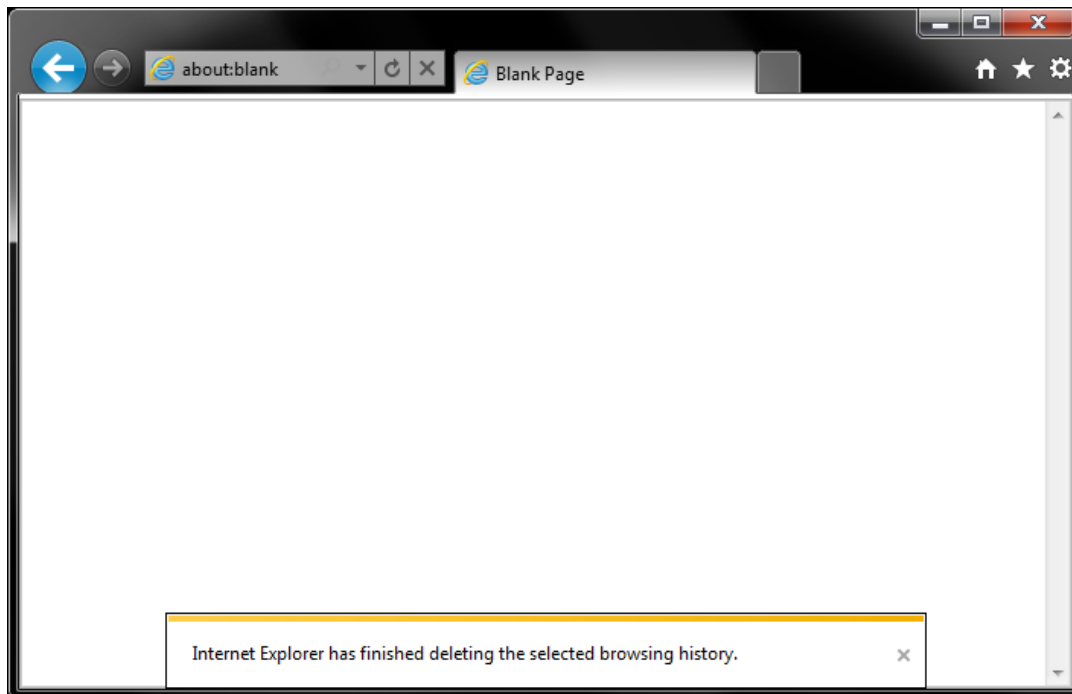 about:blank
Blank Page
Internet Explorer has finished deleting the selected browsing history.